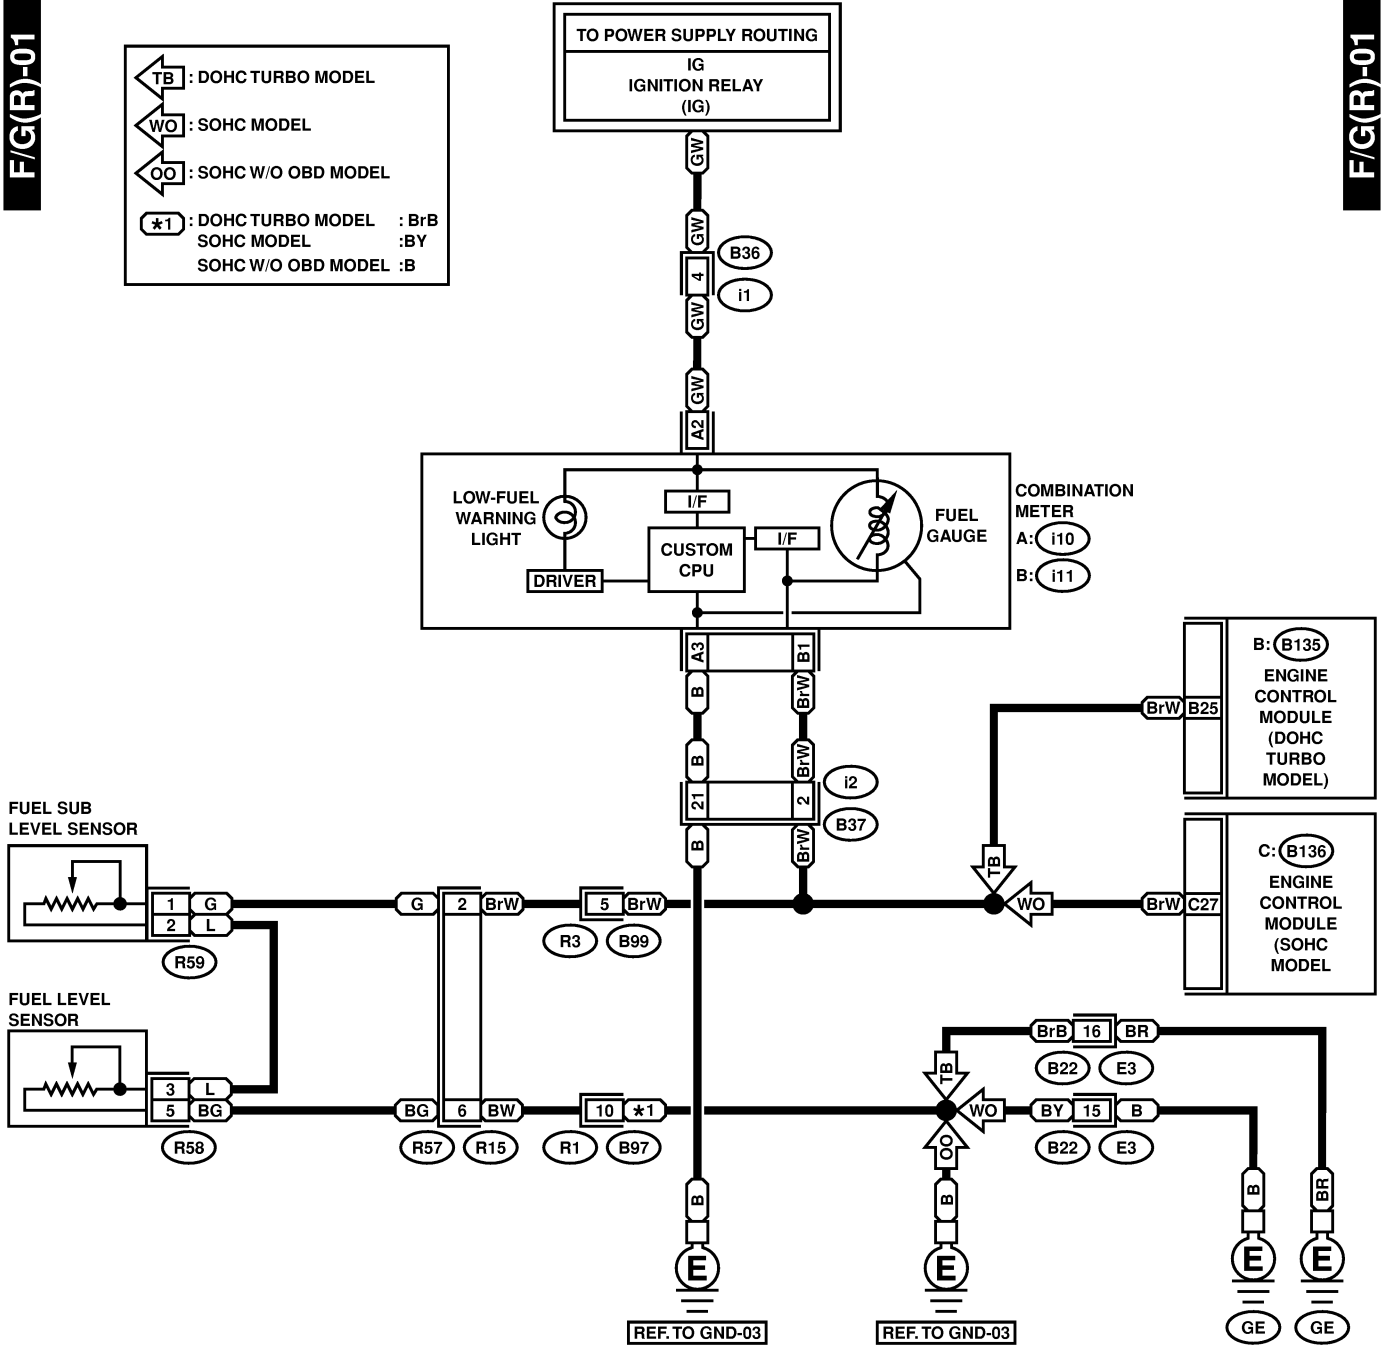 F/G(R)-01
F/G(R)-01
TO POWER SUPPLY ROUTING
IG
IGNITION RELAY
(IG)
TB : DOHC TURBO MODEL
WO : SOHC MODEL
OO : SOHC W/O OBD MODEL
*1 : DOHC TURBO MODEL : BrB
SOHC MODEL :BY
SOHC W/O OBD MODEL :B
GW
GW
B36
4
i1
GW
GW
A2
LOW-FUEL
WARNING
LIGHT
I/F
CUSTOM
CPU
I/F
DRIVER
FUEL
GAUGE
COMBINATION
METER
A: i10
B: i11
A3 B1
B BrW
B BrW
i2
21 2
B37
B BrW
B: B135
ENGINE
CONTROL
MODULE
(DOHC
TURBO
MODEL)
BrW B25
TB
C: B136
ENGINE
CONTROL
MODULE
(SOHC
MODEL
WO BrW C27
FUEL SUB
LEVEL SENSOR
1 G G 2 BrW 5 BrW
2 L
R59
R3 B99
FUEL LEVEL
SENSOR
3 L
5 BG BG 6 BW 10 *1
R58 R57 R15 R1 B97
BrB 16 BR
B22 E3
TB
WO BY 15 B
B22 E3
OO
B B B BR
E E E E
REF. TO GND-03 REF. TO GND-03 GE GE